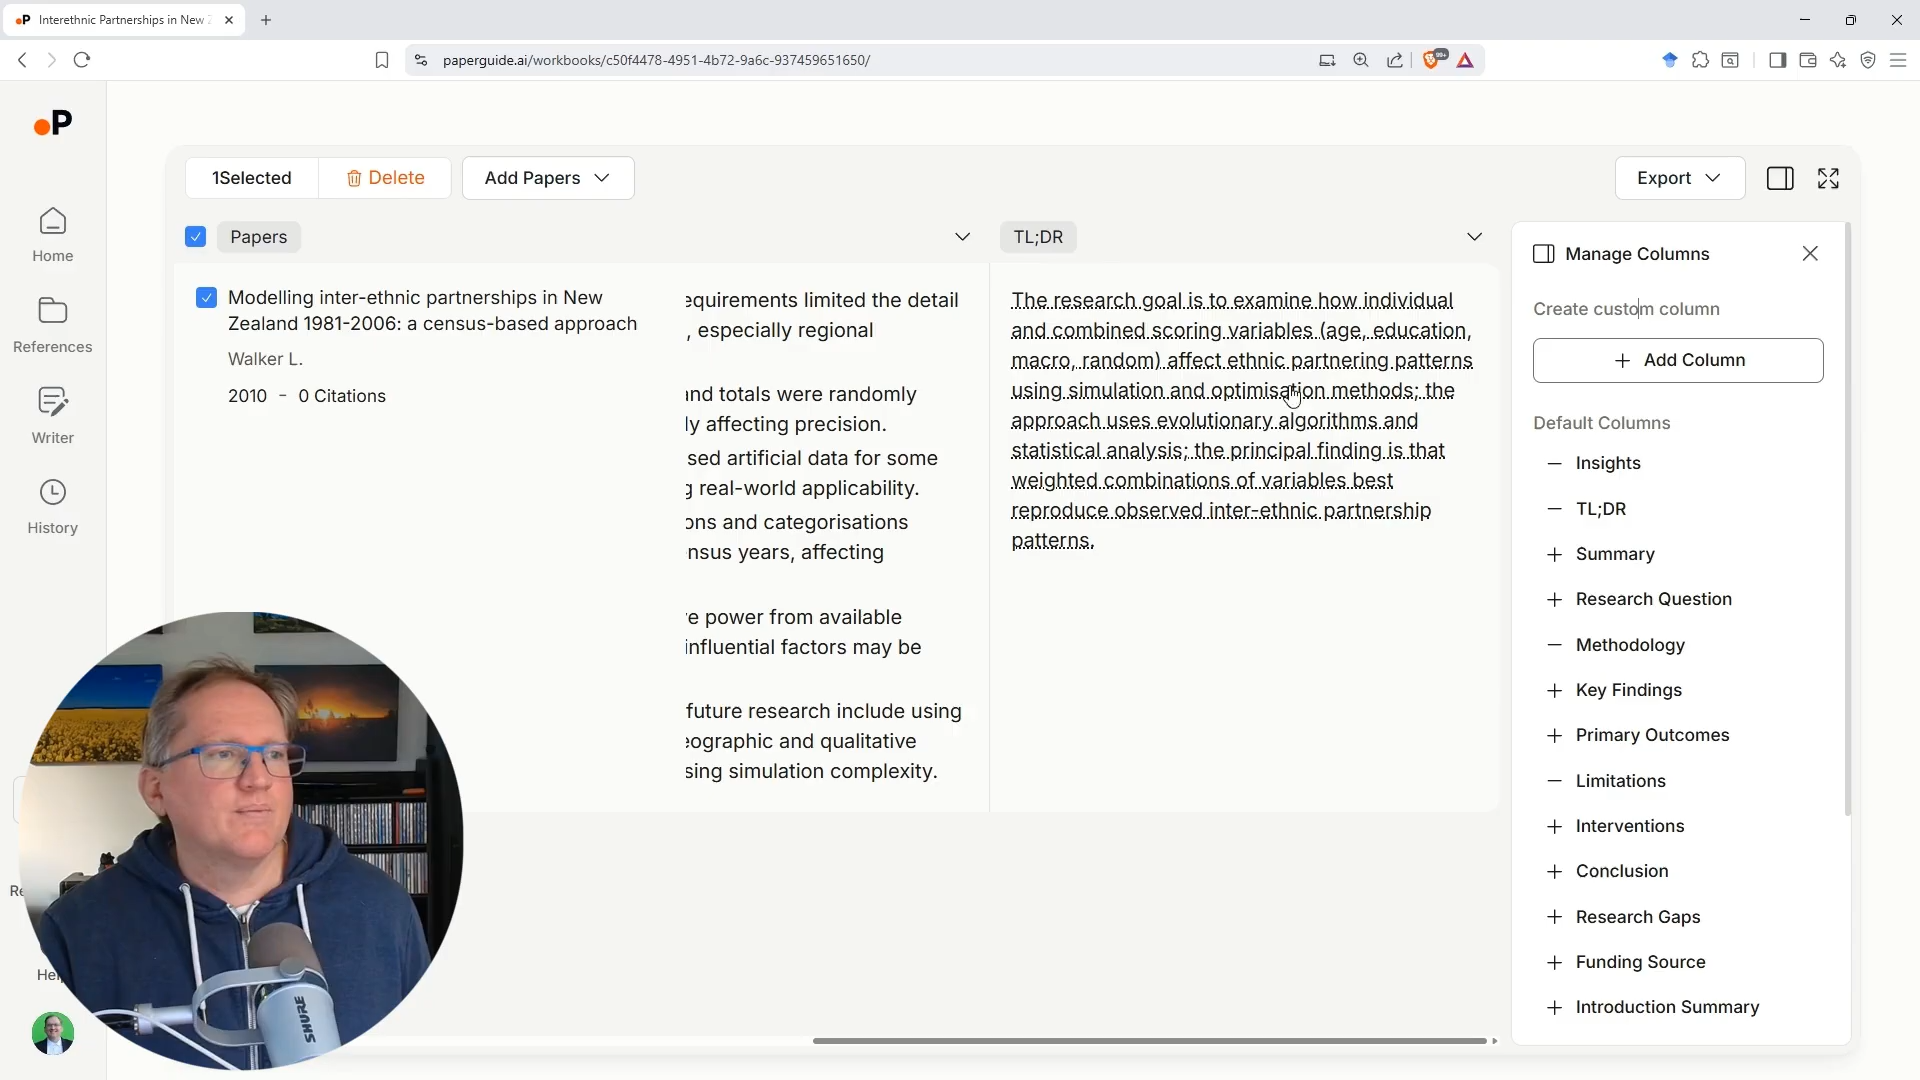 Interethnic Partnerships in New
paperguide.ai/workbooks/c50f4478-4951-4b72-9a6c-937459651650/
99+
P
Home
References
Writer
History
1Selected
Delete
Add Papers
Export
Papers
TL;DR
Modelling inter-ethnic partnerships in New
Zealand 1981-2006: a census-based approach
Walker L.
2010 - 0 Citations
equirements limited the detail
, especially regional
and totals were randomly
ly affecting precision.
sed artificial data for some
g real-world applicability.
ons and categorisations
nsus years, affecting
e power from available
influential factors may be
future research include using
eographic and qualitative
sing simulation complexity.
The research goal is to examine how individual
and combined scoring variables (age, education,
macro, random) affect ethnic partnering patterns
using simulation and optimisation methods; the
approach uses evolutionary algorithms and
statistical analysis; the principal finding is that
weighted combinations of variables best
reproduce observed inter-ethnic partnership
patterns.
Manage Columns
Create custom column
+ Add Column
Default Columns
— Insights
— TL;DR
+ Summary
+ Research Question
— Methodology
+ Key Findings
+ Primary Outcomes
— Limitations
+ Interventions
+ Conclusion
+ Research Gaps
+ Funding Source
+ Introduction Summary
SHURE